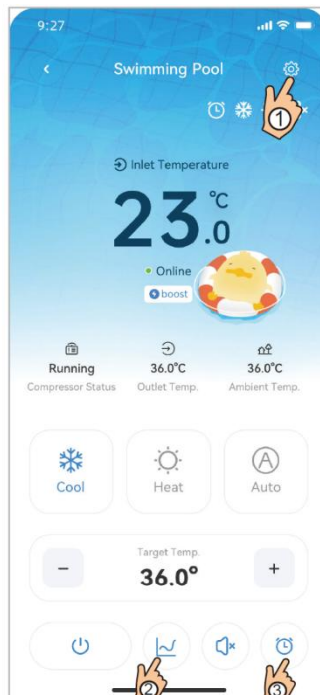 9:27
Swimming Pool
1
Inlet Temperature
23.0 °C
Online
boost
Running
36.0°C
36.0°C
Compressor Status
Outlet Temp.
Ambient Temp.
A
Cool
Heat
Auto
Target Temp.
− 36.0° +
2
3